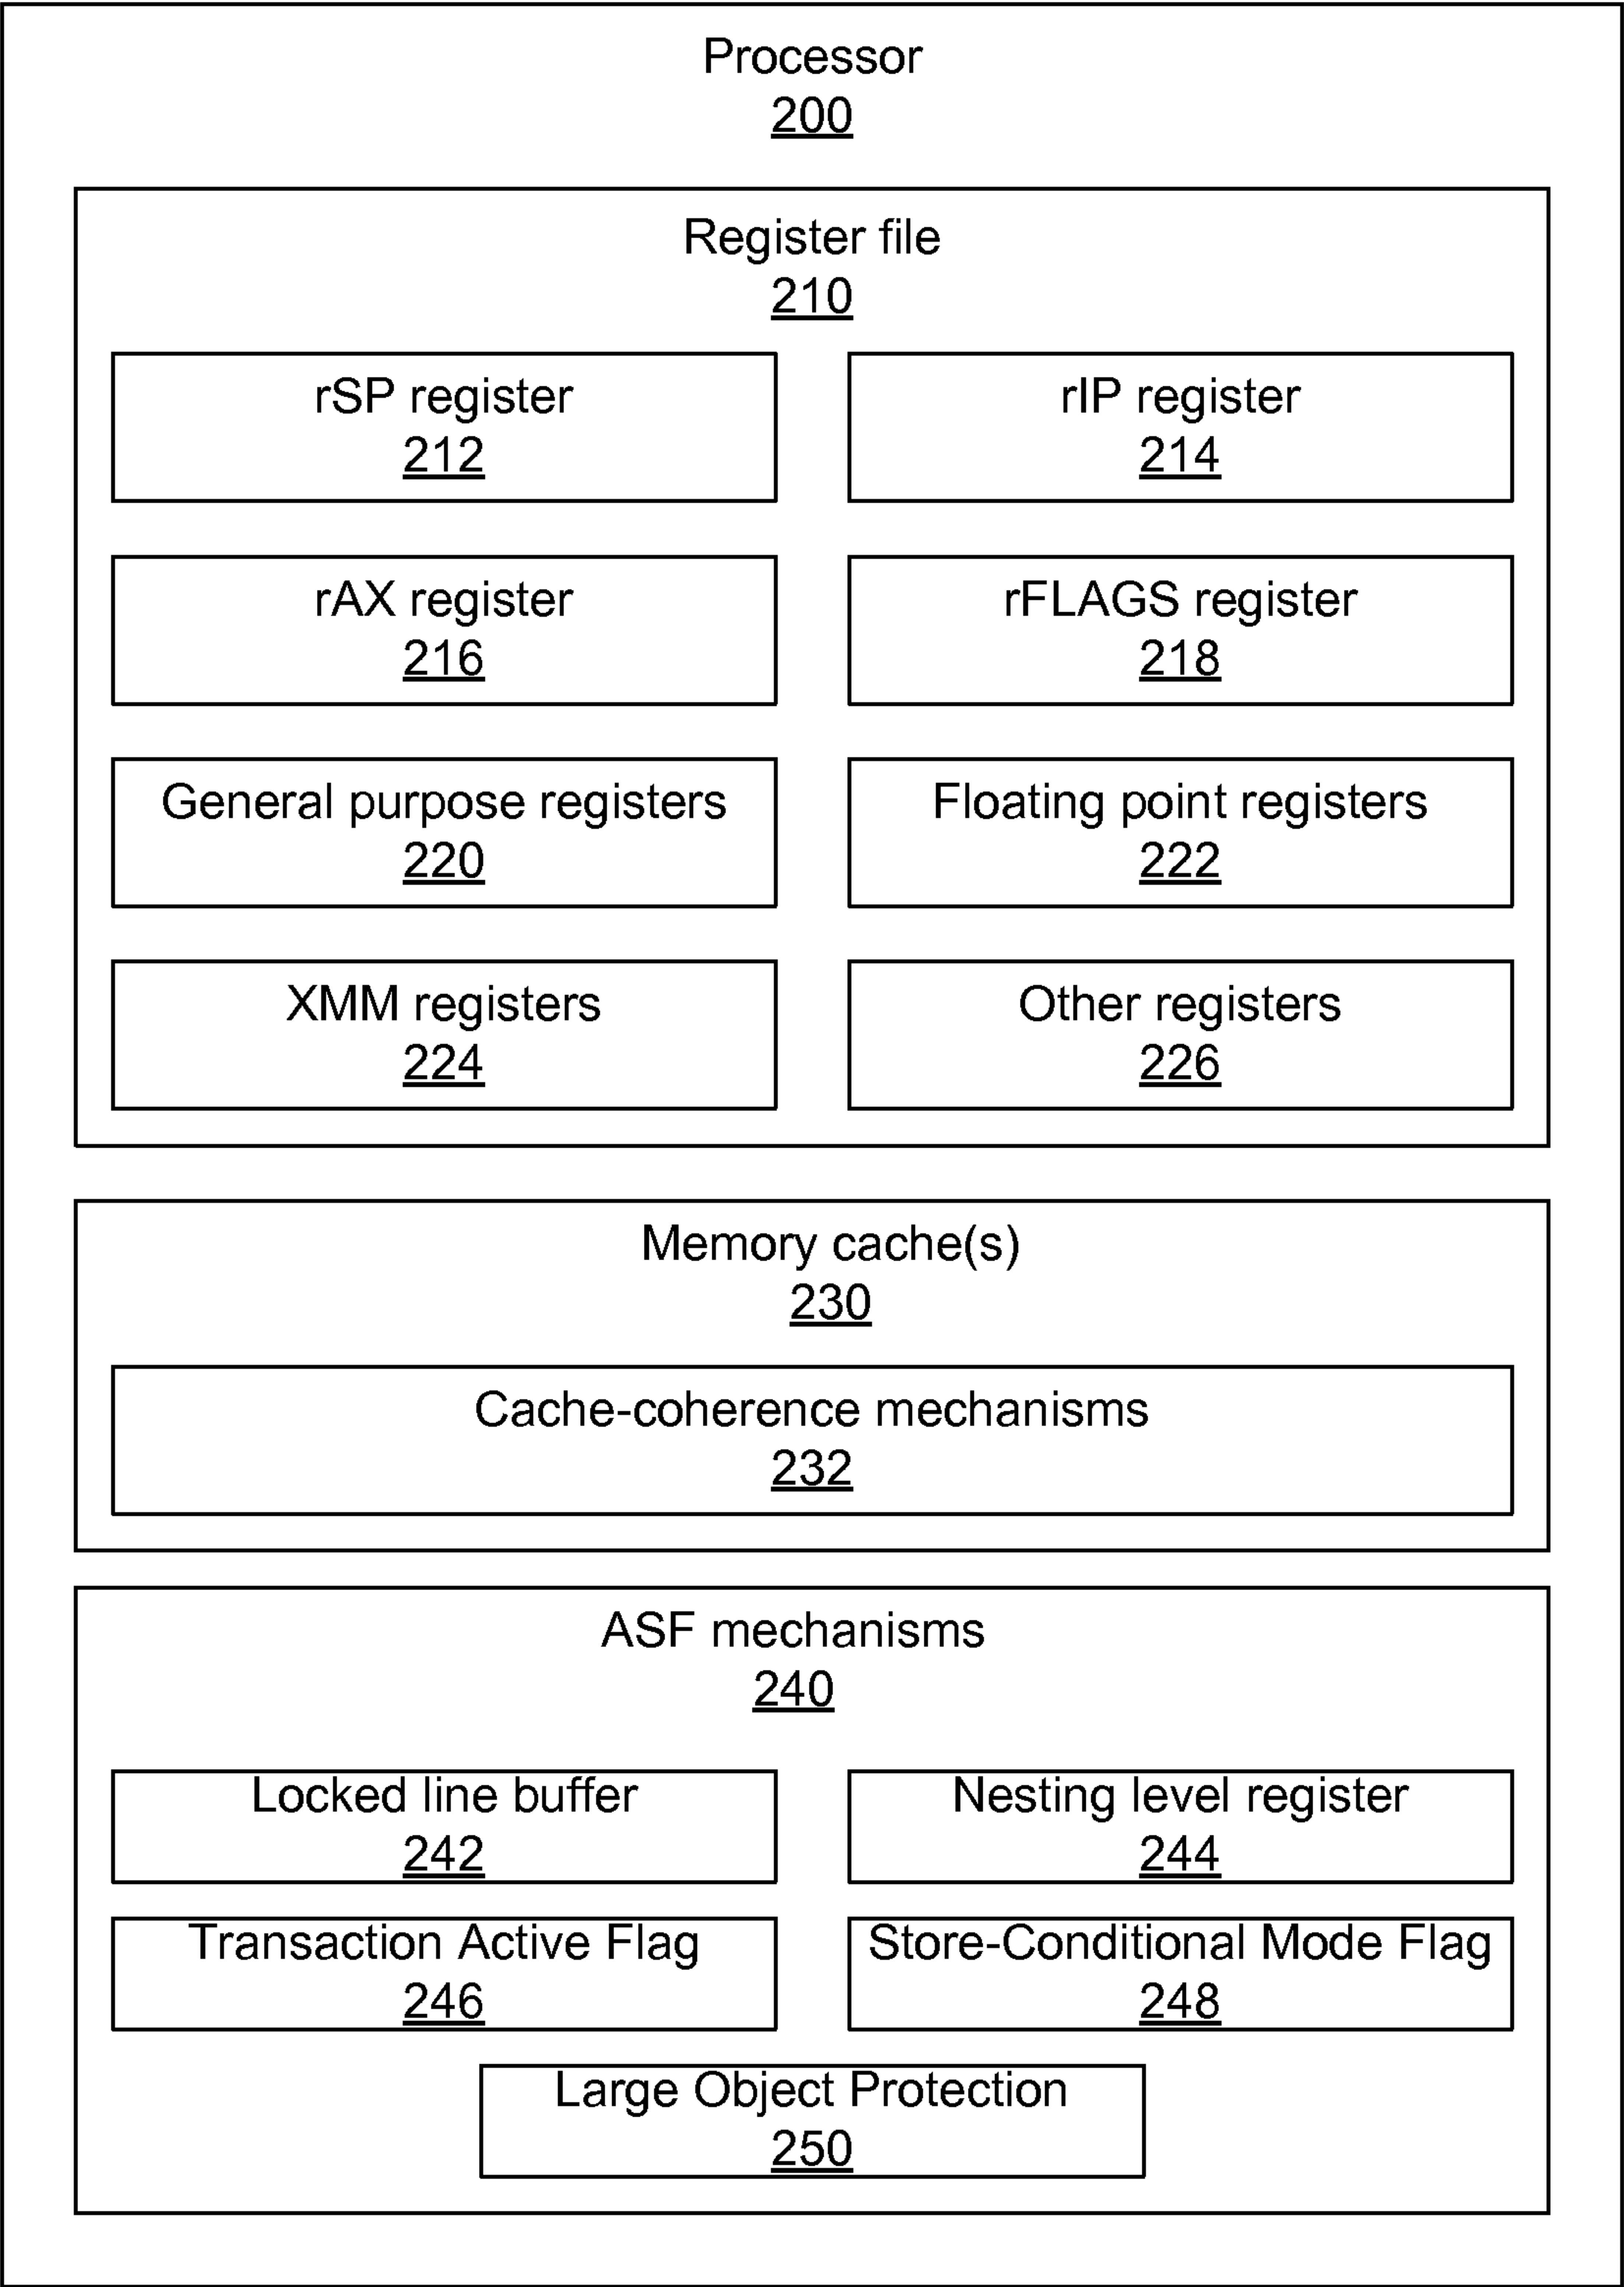 Processor
200
Register file
210
rSP register
212
rIP register
214
rAX register
216
rFLAGS register
218
General purpose registers
220
Floating point registers
222
XMM registers
224
Other registers
226
Memory cache(s)
230
Cache-coherence mechanisms
232
ASF mechanisms
240
Locked line buffer
242
Nesting level register
244
Transaction Active Flag
246
Store-Conditional Mode Flag
248
Large Object Protection
250